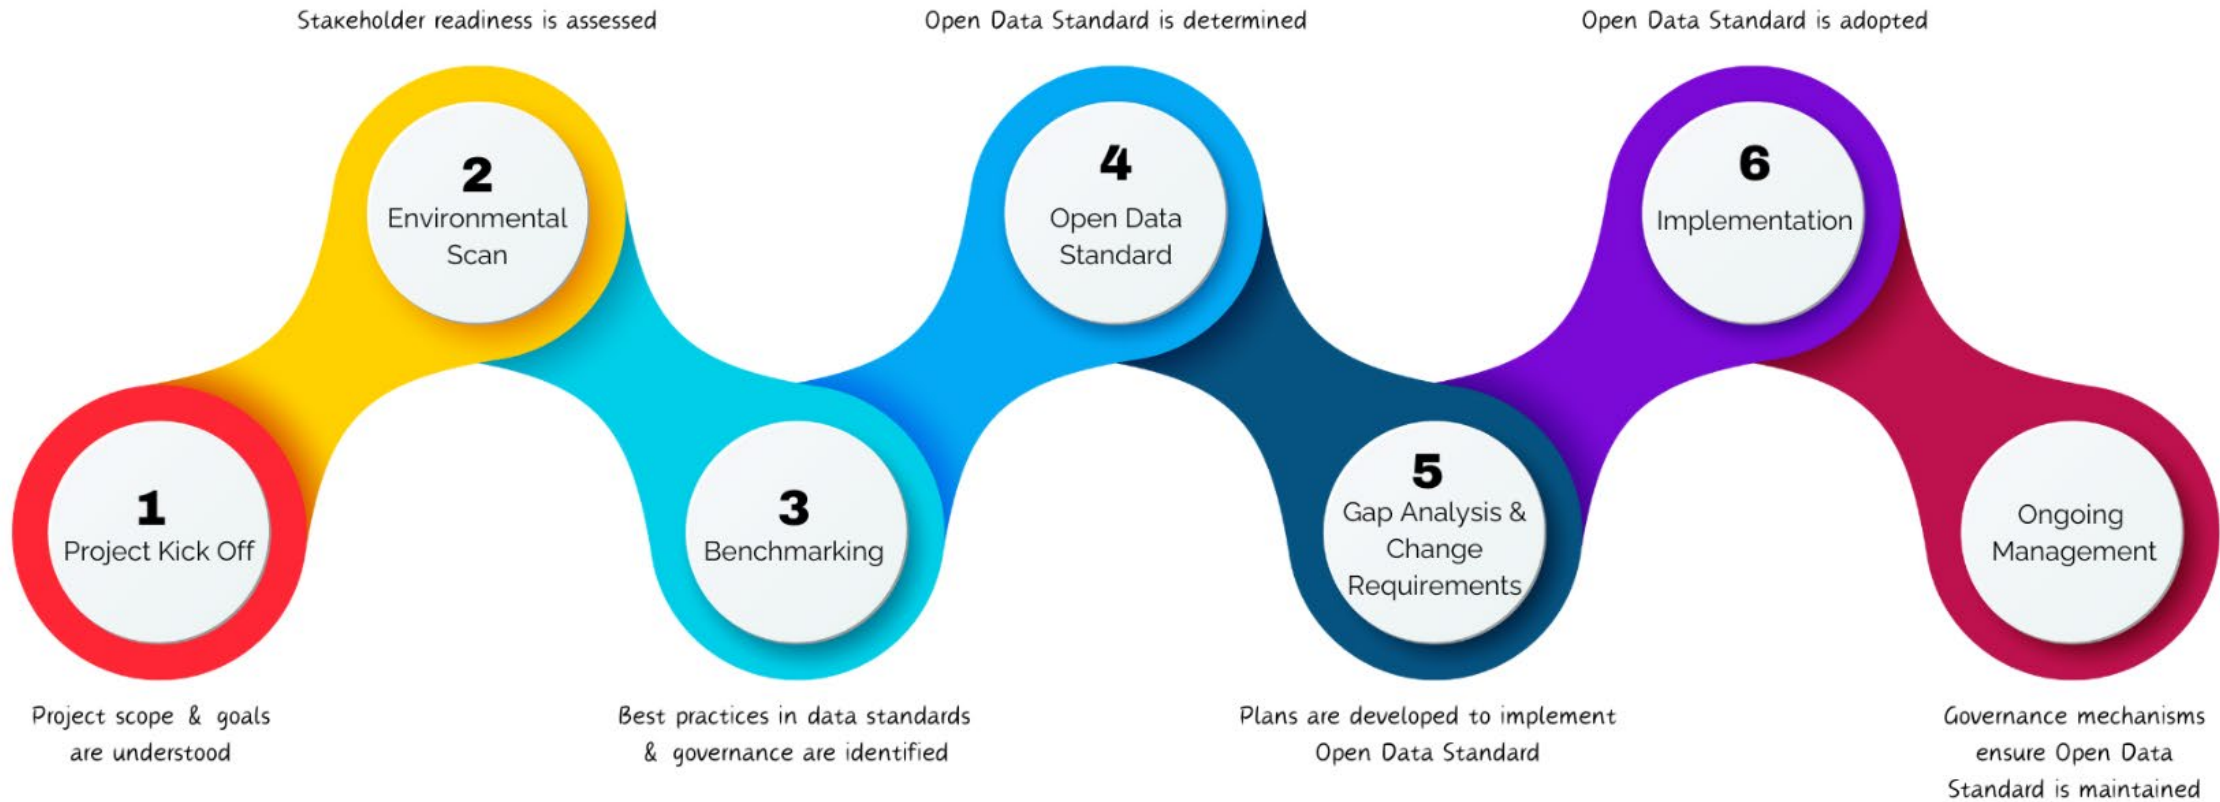 Stakeholder readiness is assessed
Open Data Standard is determined
Open Data Standard is adopted
2
Environmental
Scan
4
Open Data
Standard
6
Implementation
1
Project Kick Off
3
Benchmarking
5
Gap Analysis &
Change
Requirements
Ongoing
Management
Project scope & goals
are understood
Best practices in data standards
& governance are identified
Plans are developed to implement
Open Data Standard
Governance mechanisms
ensure Open Data
Standard is maintained